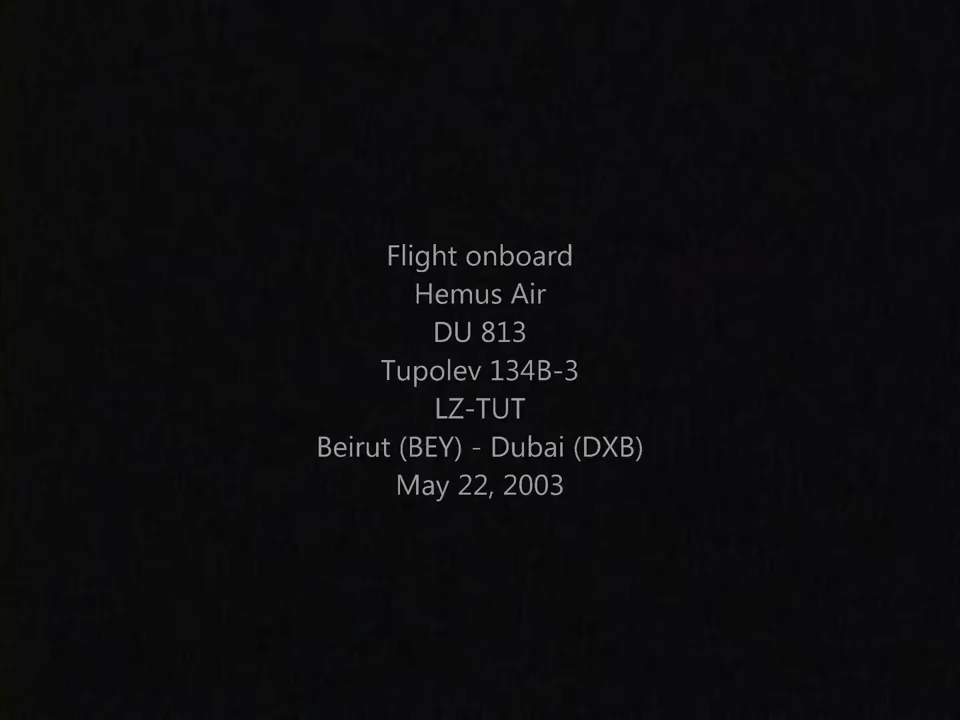 Flight onboard
Hemus Air
DU 813
Tupolev 134B-3
LZ-TUT
Beirut (BEY) - Dubai (DXB)
May 22, 2003